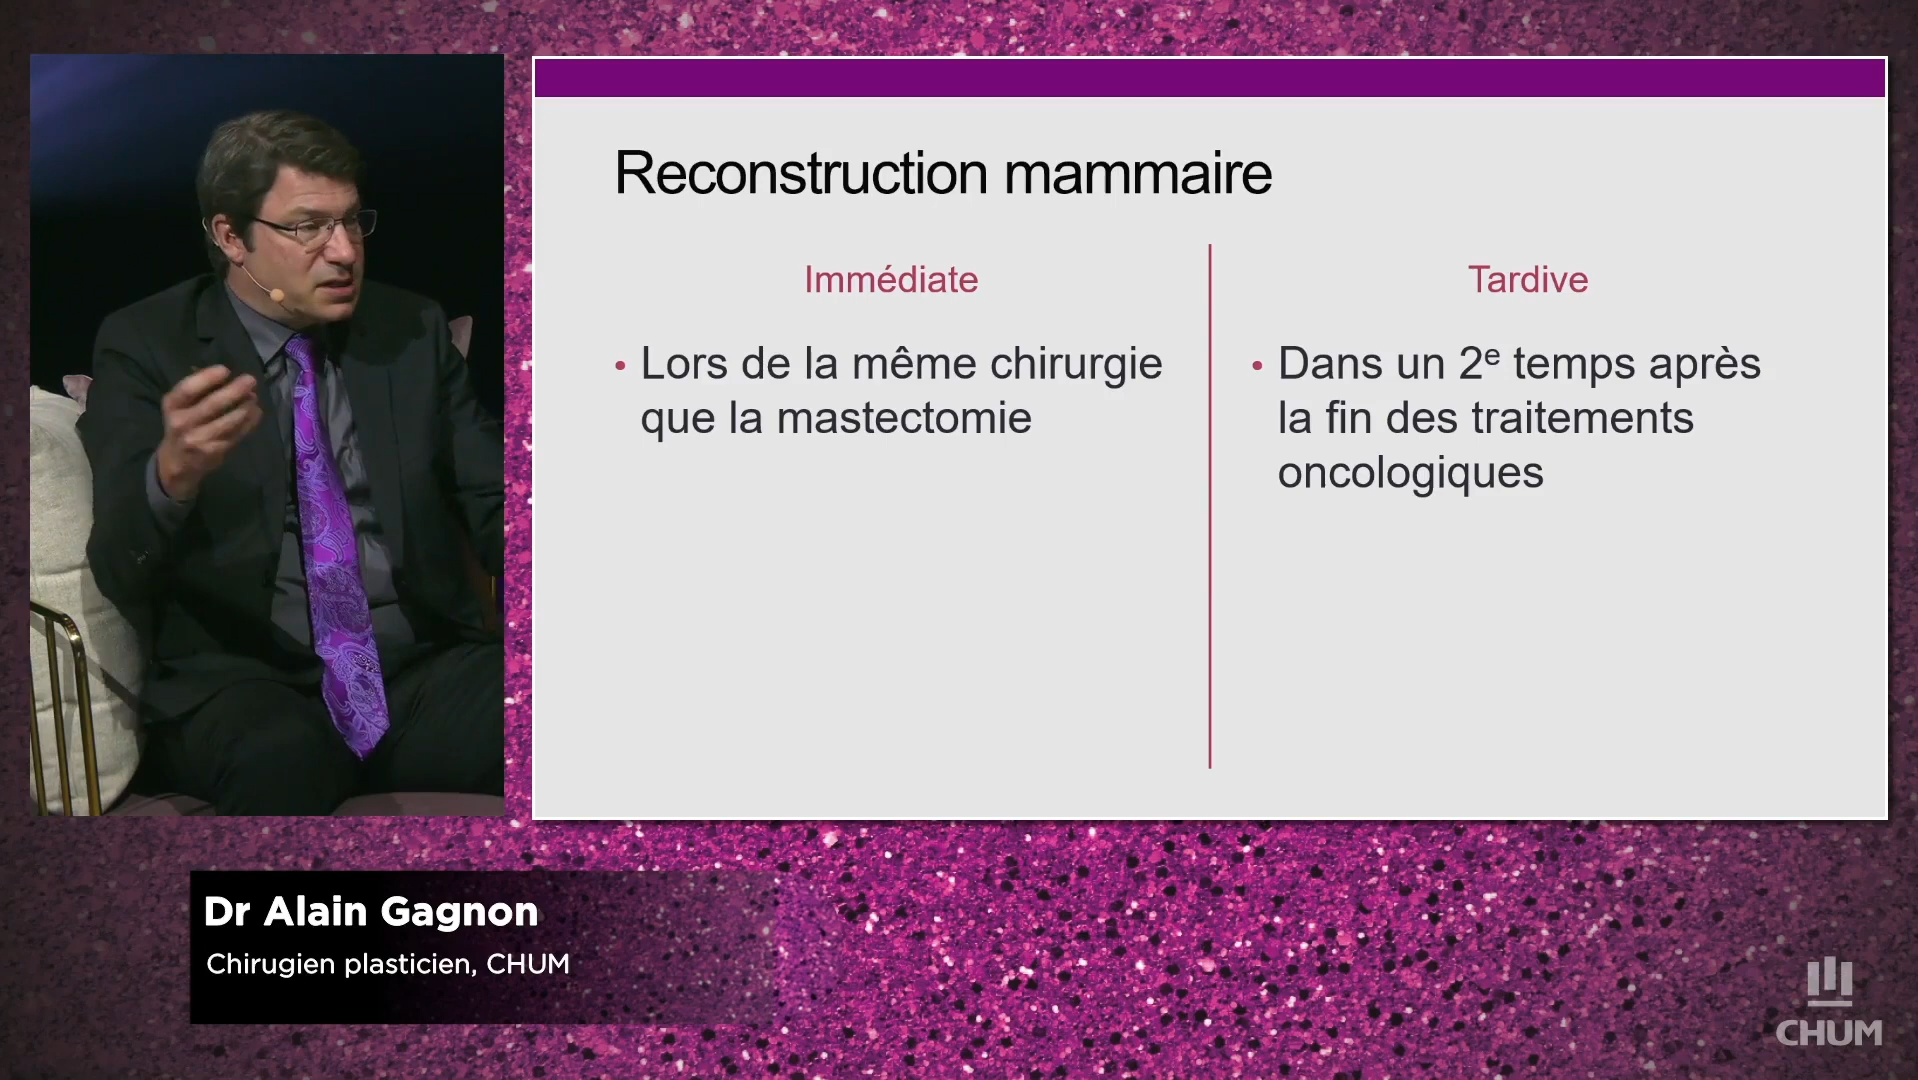 Reconstruction mammaire
Immédiate
• Lors de la même chirurgie
que la mastectomie
Tardive
• Dans un 2e temps après
la fin des traitements
oncologiques
Dr Alain Gagnon
Chirugien plasticien, CHUM
CHUM